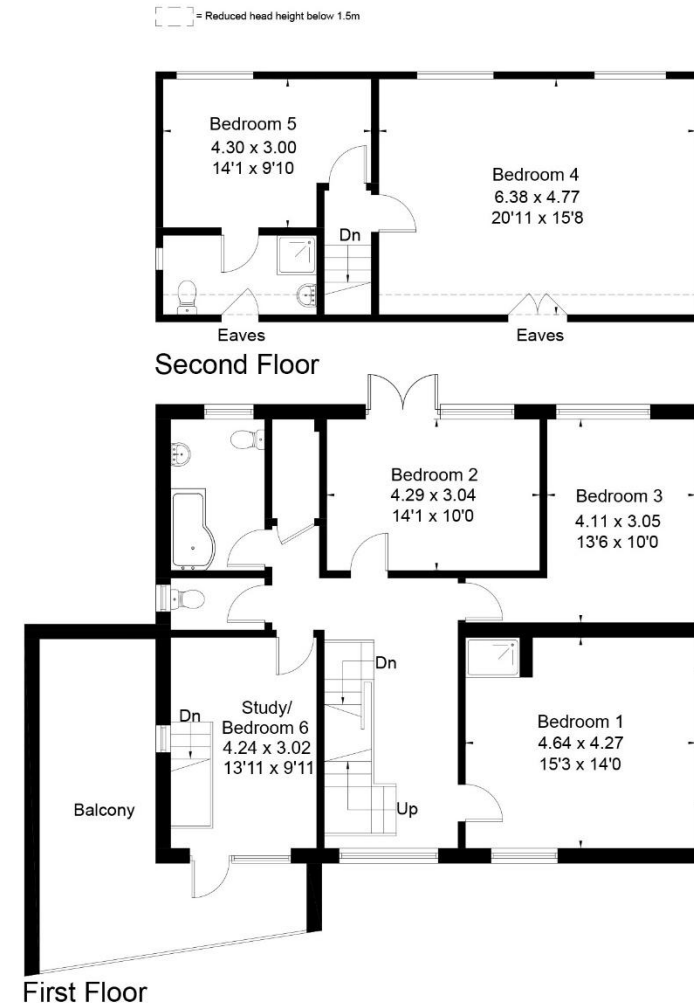 = Reduced head height below 1.5m
Bedroom 5
4.30 x 3.00
14'1 x 9'10
Bedroom 4
6.38 x 4.77
20'11 x 15'8
Dn
Eaves
Eaves
Second Floor
Bedroom 2
4.29 x 3.04
14'1 x 10'0
Bedroom 3
4.11 x 3.05
13'6 x 10'0
Dn
Dn
Study/
Bedroom 6
4.24 x 3.02
13'11 x 9'11
Bedroom 1
4.64 x 4.27
15'3 x 14'0
Balcony
Up
First Floor